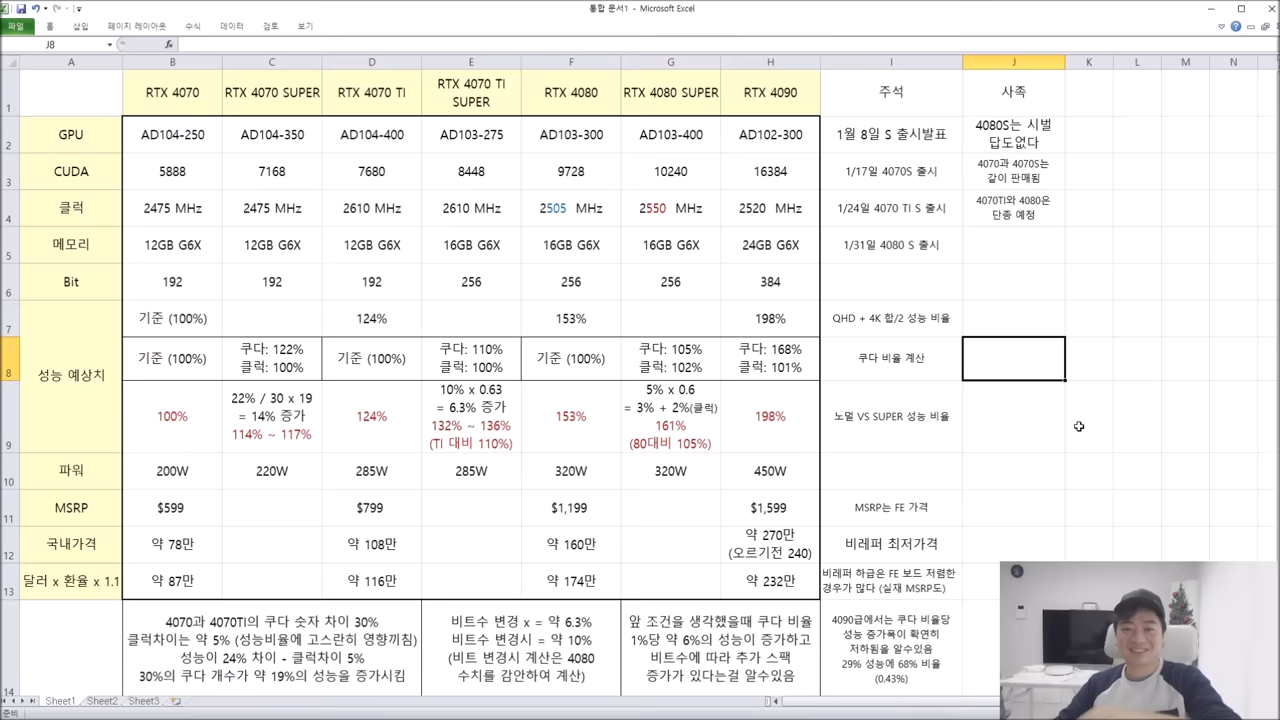 통합 문서1 - Microsoft Excel
파일 홈 삽입 페이지 레이아웃 수식 데이터 검토 보기
J8 fx
A B C D E F G H I J K L M N
1 RTX 4070 RTX 4070 SUPER RTX 4070 TI RTX 4070 TI SUPER RTX 4080 RTX 4080 SUPER RTX 4090 주석 사족
2 GPU AD104-250 AD104-350 AD104-400 AD103-275 AD103-300 AD103-400 AD102-300 1월 8일 S 출시발표 4080S는 시벌 답도없다
3 CUDA 5888 7168 7680 8448 9728 10240 16384 1/17일 4070S 출시 4070과 4070S는 같이 판매됨
4 클럭 2475 MHz 2475 MHz 2610 MHz 2610 MHz 2505 MHz 2550 MHz 2520 MHz 1/24일 4070 TI S 출시 4070TI와 4080은 단종 예정
5 메모리 12GB G6X 12GB G6X 12GB G6X 16GB G6X 16GB G6X 16GB G6X 24GB G6X 1/31일 4080 S 출시
6 Bit 192 192 192 256 256 256 384
7 기준 (100%) 124% 153% 198% QHD + 4K 합/2 성능 비율
8 성능 예상치 기준 (100%) 쿠다: 122% 클럭: 100% 기준 (100%) 쿠다: 110% 클럭: 100% 기준 (100%) 쿠다: 105% 클럭: 102% 쿠다: 168% 클럭: 101% 쿠다 비율 계산
9 100% 22% / 30 x 19 = 14% 증가 114% ~ 117% 124% 10% x 0.63 = 6.3% 증가 132% ~ 136% (TI 대비 110%) 153% 5% x 0.6 = 3% + 2%(클럭) 161% (80대비 105%) 198% 노멀 VS SUPER 성능 비율
10 파워 200W 220W 285W 285W 320W 320W 450W
11 MSRP $599 $799 $1,199 $1,599 MSRP는 FE 가격
12 국내가격 약 78만 약 108만 약 160만 약 270만 (오르기전 240) 비레퍼 최저가격
13 달러 x 환율 x 1.1 약 87만 약 116만 약 174만 약 232만 비레퍼 하급은 FE 보드 저렴한 경우가 많다 (실재 MSRP도)
14
4070과 4070TI의 쿠다 숫자 차이 30%
클럭차이는 약 5% (성능비율에 고스란히 영향끼침)
성능이 24% 차이 - 클럭차이 5%
30%의 쿠다 개수가 약 19%의 성능을 증가시킴
비트수 변경 x = 약 6.3%
비트수 변경시 = 약 10%
(비트 변경시 계산은 4080
수치를 감안하여 계산)
앞 조건을 생각했을때 쿠다 비율
1%당 약 6%의 성능이 증가하고
비트수에 따라 추가 스팩
증가가 있다는걸 알수있음
4090급에서는 쿠다 비율당
성능 증가폭이 확연히
저하됨을 알수있음
29% 성능에 68% 비율
(0.43%)
Sheet1 Sheet2 Sheet3
준비